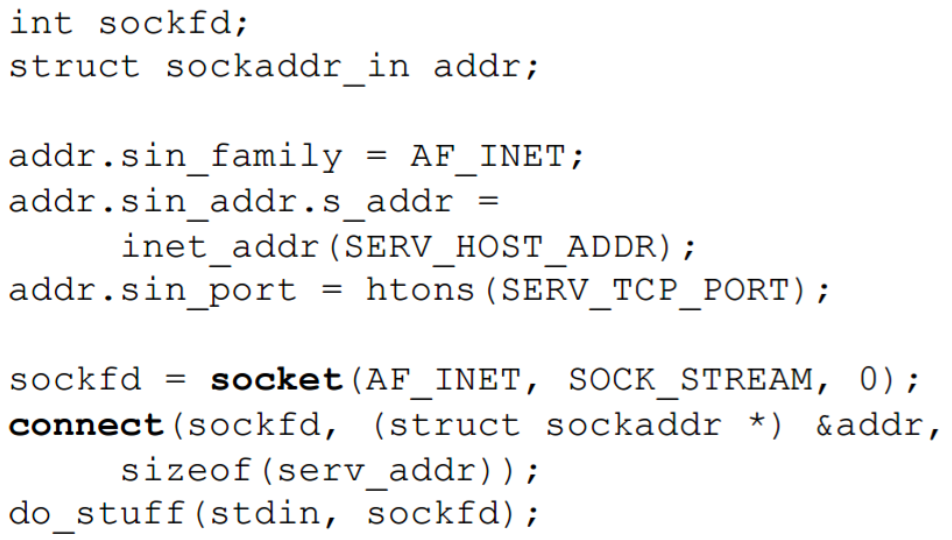 int sockfd;
struct sockaddr_in addr;
addr.sin_family = AF_INET;
addr.sin_addr.s_addr =
inet_addr(SERV_HOST_ADDR);
addr.sin_port = htons(SERV_TCP_PORT);
sockfd = socket(AF_INET, SOCK_STREAM, 0);
connect(sockfd, (struct sockaddr *) &addr,
sizeof(serv_addr));
do_stuff(stdin, sockfd);